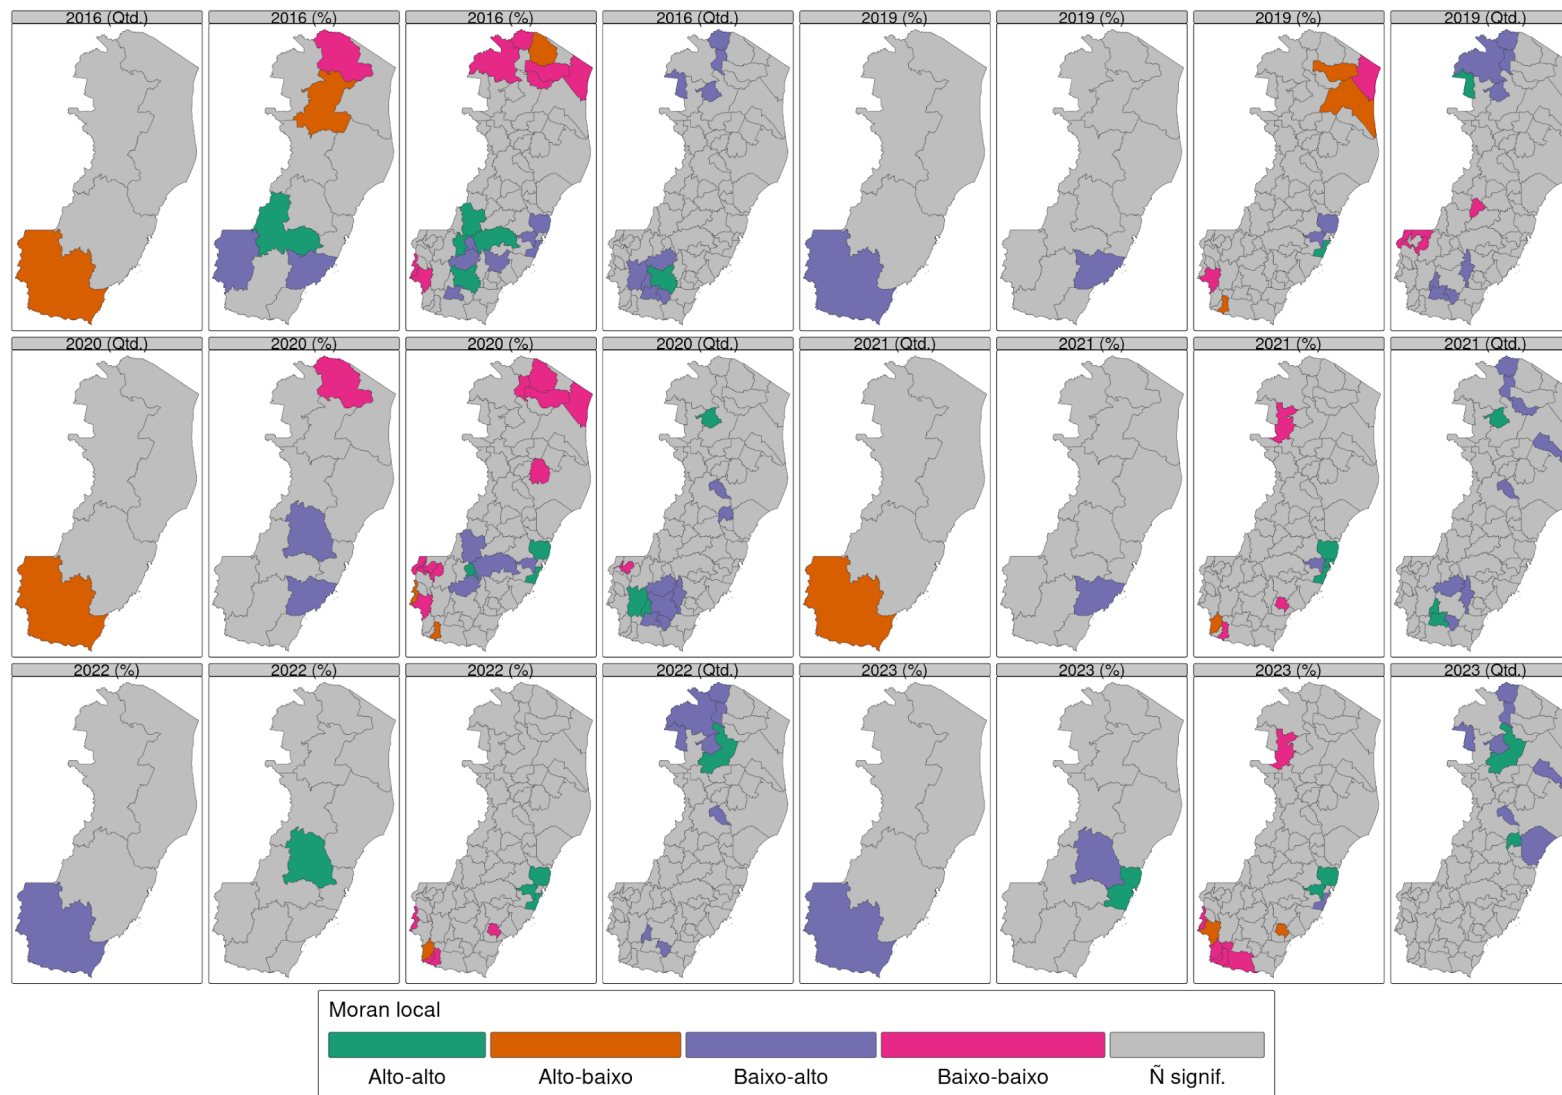 2016 (Qtd.) 2016 (%) 2016 (%) 2016 (Qtd.) 2019 (%) 2019 (%) 2019 (%) 2019 (Qtd.)
2020 (Qtd.) 2020 (%) 2020 (%) 2020 (Qtd.) 2021 (Qtd.) 2021 (%) 2021 (%) 2021 (Qtd.)
2022 (%) 2022 (%) 2022 (%) 2022 (Qtd.) 2023 (%) 2023 (%) 2023 (%) 2023 (Qtd.)
Moran local
Alto-alto Alto-baixo Baixo-alto Baixo-baixo Ñ signif.